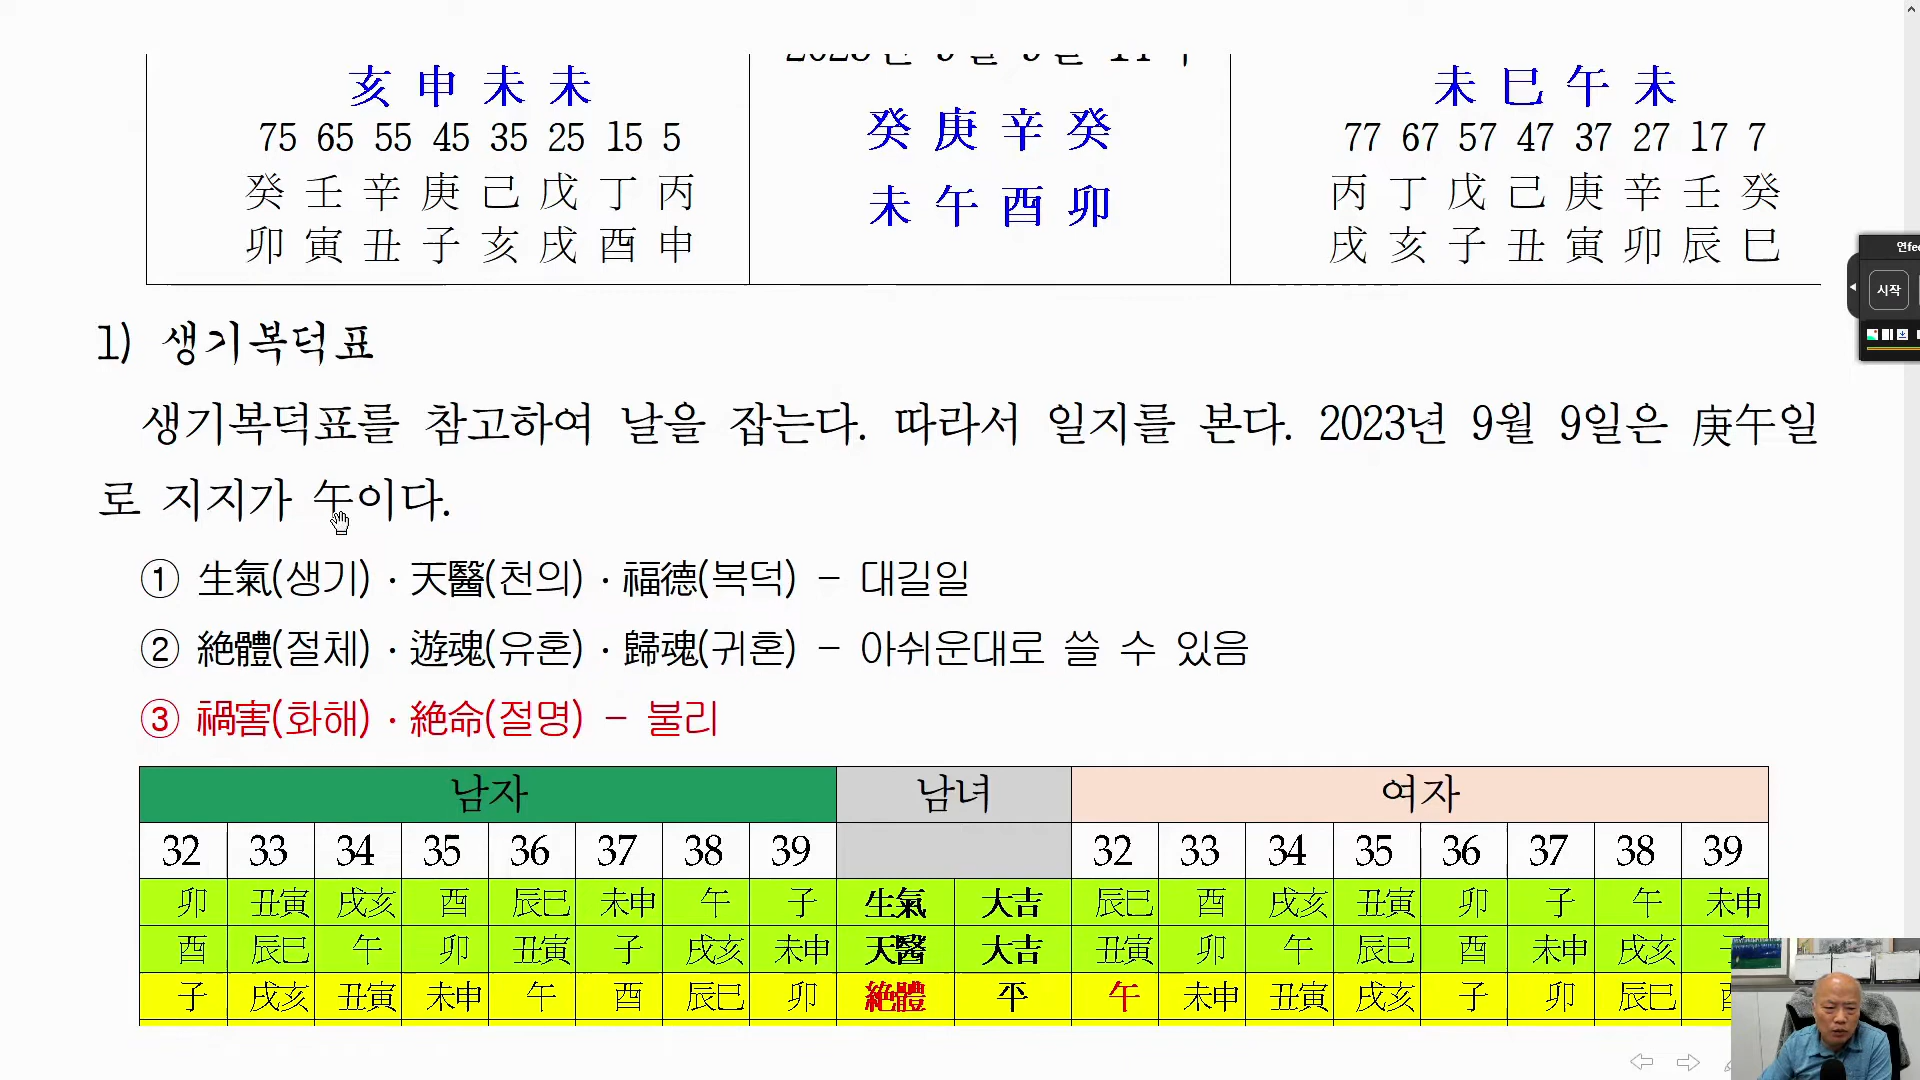 亥 申 未 未
75 65 55 45 35 25 15 5
癸 壬 辛 庚 己 戊 丁 丙
卯 寅 丑 子 亥 戌 酉 申
癸 庚 辛 癸
未 午 酉 卯
未 巳 午 未
77 67 57 47 37 27 17 7
丙 丁 戊 己 庚 辛 壬 癸
戌 亥 子 丑 寅 卯 辰 巳
1) 생기복덕표
생기복덕표를 참고하여 날을 잡는다. 따라서 일지를 본다. 2023년 9월 9일은 庚午일
로 지지가 午이다.
① 生氣(생기)·天醫(천의)·福德(복덕) - 대길일
② 絶體(절체)·遊魂(유혼)·歸魂(귀혼) - 아쉬운대로 쓸 수 있음
③ 禍害(화해)·絶命(절명) - 불리
남자 남녀 여자
32 33 34 35 36 37 38 39 32 33 34 35 36 37 38 39
卯 丑寅 戌亥 酉 辰巳 未申 午 子 生氣 大吉 辰巳 酉 戌亥 丑寅 卯 子 午 未申
酉 辰巳 午 卯 丑寅 子 戌亥 未申 天醫 大吉 丑寅 卯 午 辰巳 酉 未申 戌亥
子 戌亥 丑寅 未申 午 酉 辰巳 卯 絶體 平 午 未申 丑寅 戌亥 子 卯 辰巳
시작